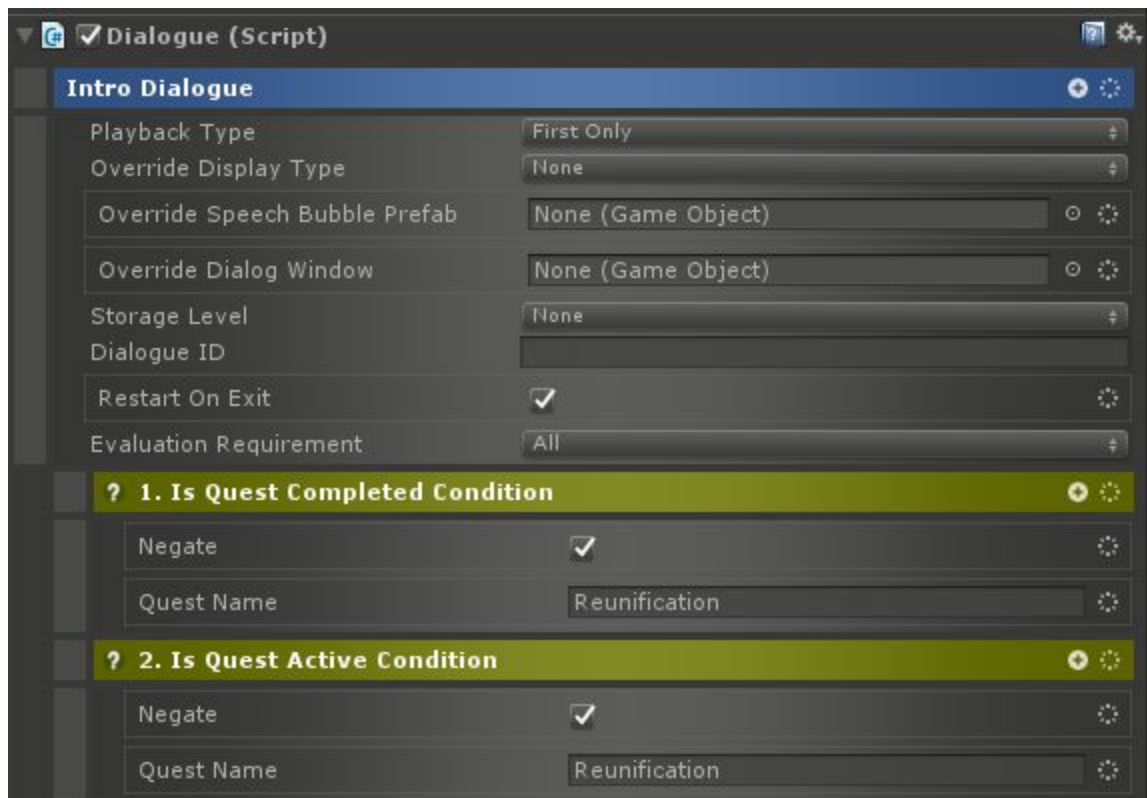 Dialogue (Script)
Intro Dialogue
Playback Type First Only
Override Display Type None
Override Speech Bubble Prefab None (Game Object)
Override Dialog Window None (Game Object)
Storage Level None
Dialogue ID
Restart On Exit
Evaluation Requirement All
? 1. Is Quest Completed Condition
Negate
Quest Name Reunification
? 2. Is Quest Active Condition
Negate
Quest Name Reunification